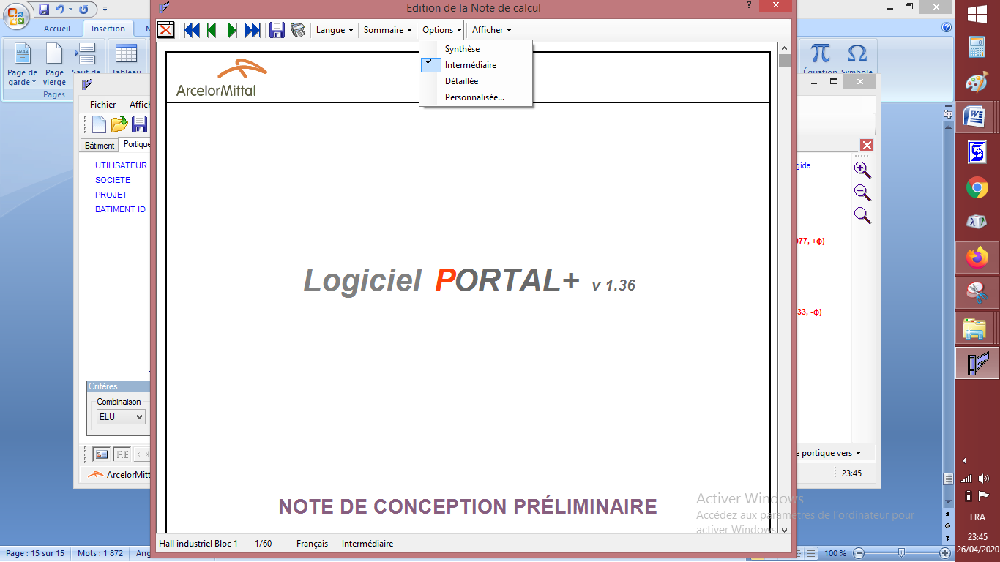 Edition de la Note de calcul
?
Accueil
Insertion
Langue
Sommaire
Options
Afficher
Synthèse
Intermédiaire
Détaillée
Personnalisée...
Page de garde
Page vierge
Saut de
Tableau
Pages
π
Ω
Équation
Symbole
ArcelorMittal
Fichier
Bâtiment
Portique
UTILISATEUR
SOCIETE
PROJET
BATIMENT ID
gide
077, +ф)
33, -ф)
Logiciel PORTAL+ v 1.36
Critères
Combinaison
ELU
F.E
ArcelorMitt
e portique vers
23:45
NOTE DE CONCEPTION PRÉLIMINAIRE
Activer Windows
Accédez aux paramètres de l'ordinateur pour
activer Windows.
Hall industriel Bloc 1
1/60
Français
Intermédiaire
Page : 15 sur 15
Mots : 1 872
100 %
FRA
23:45
26/04/2020